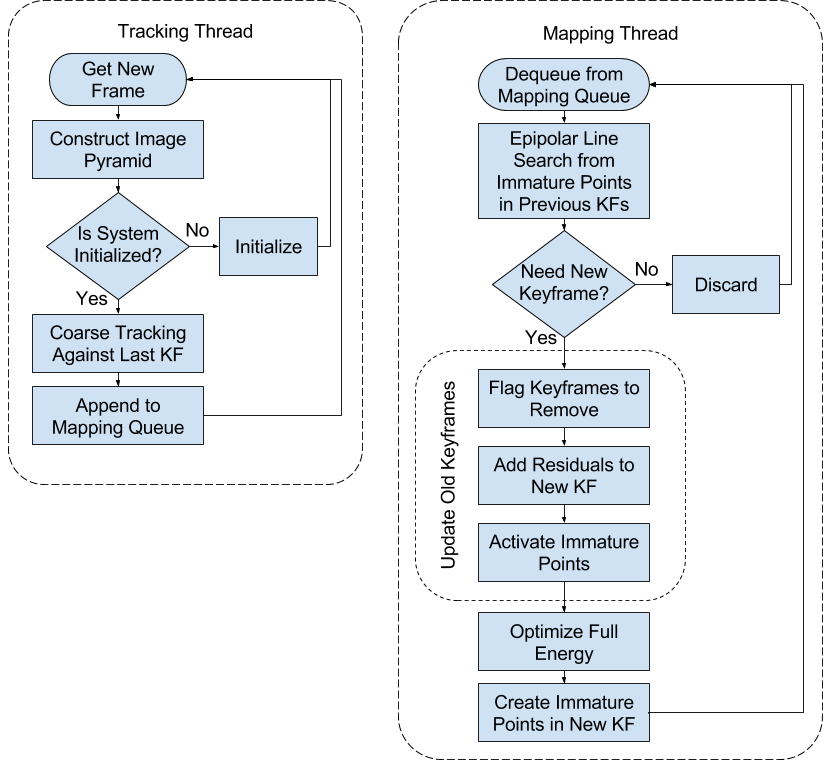 Tracking Thread
Get New
Frame
Construct Image
Pyramid
Is System
Initialized?
No
Initialize
Yes
Coarse Tracking
Against Last KF
Append to
Mapping Queue
Mapping Thread
Dequeue from
Mapping Queue
Epipolar Line
Search from
Immature Points
in Previous KFs
Need New
Keyframe?
No
Discard
Yes
Update Old Keyframes
Flag Keyframes to
Remove
Add Residuals to
New KF
Activate Immature
Points
Optimize Full
Energy
Create Immature
Points in New KF